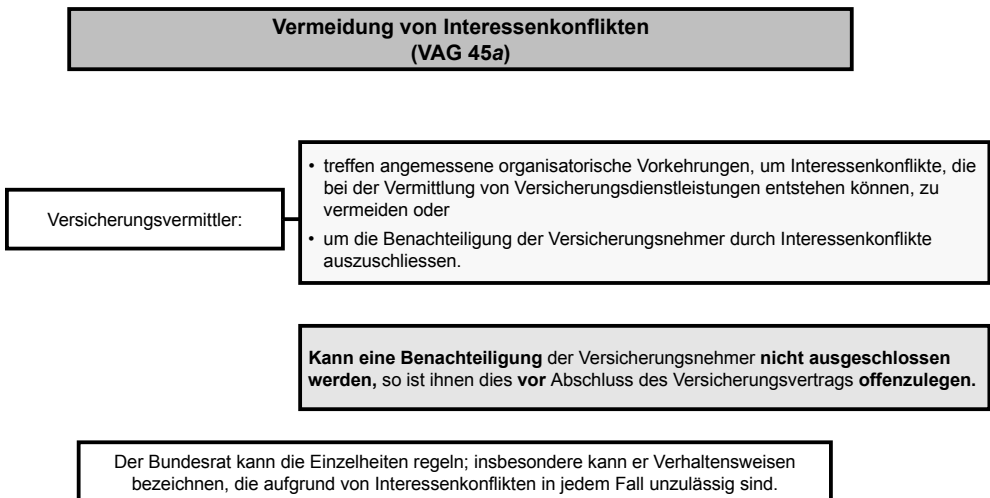 Vermeidung von Interessenkonflikten
(VAG 45a)
Versicherungsvermittler:
• treffen angemessene organisatorische Vorkehrungen, um Interessenkonflikte, die
bei der Vermittlung von Versicherungsdienstleistungen entstehen können, zu
vermeiden oder
• um die Benachteiligung der Versicherungsnehmer durch Interessenkonflikte
auszuschliessen.
Kann eine Benachteiligung der Versicherungsnehmer nicht ausgeschlossen
werden, so ist ihnen dies vor Abschluss des Versicherungsvertrags offenzulegen.
Der Bundesrat kann die Einzelheiten regeln; insbesondere kann er Verhaltensweisen
bezeichnen, die aufgrund von Interessenkonflikten in jedem Fall unzulässig sind.